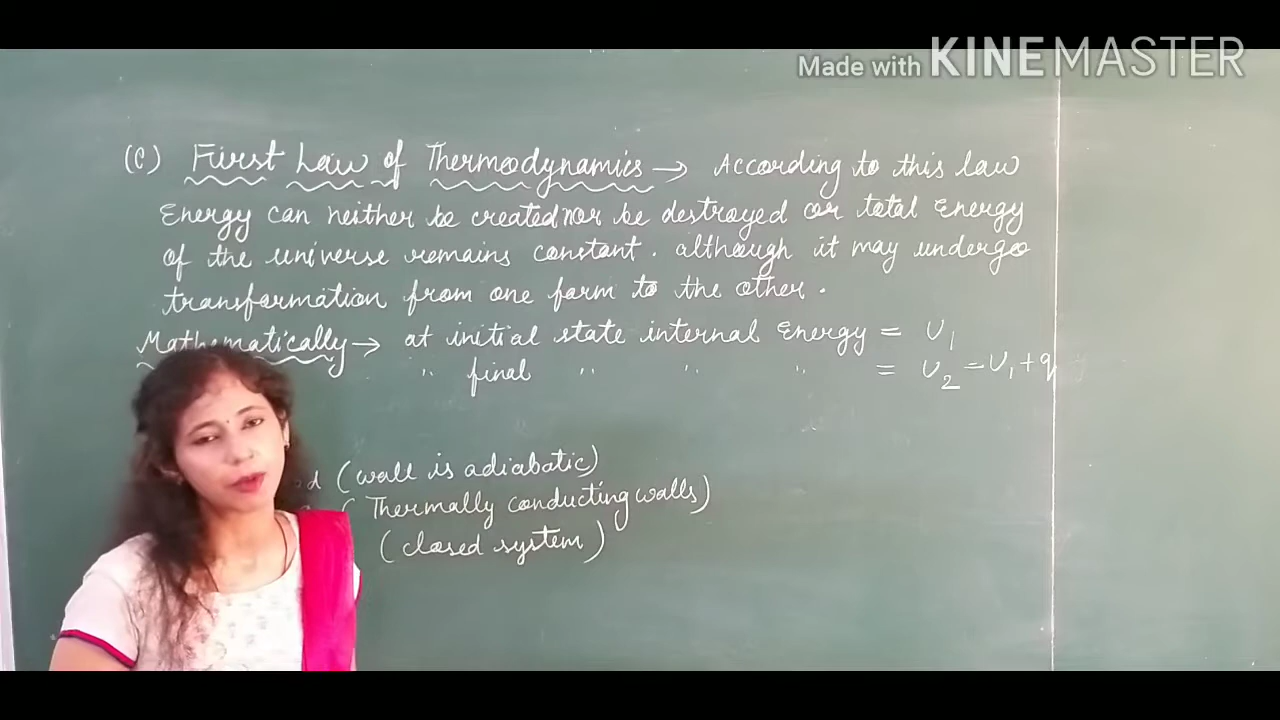 Made with KINEMASTER
(C) First Law of Thermodynamics → According to this law
Energy can neither be created nor be destroyed or total Energy
of the universe remains constant. although it may undergo
transformation from one form to the other.
Mathematically → at initial state internal Energy = U1
" final " " " = U2 = U1 + q
(wall is adiabatic)
( Thermally conducting walls)
(closed system)